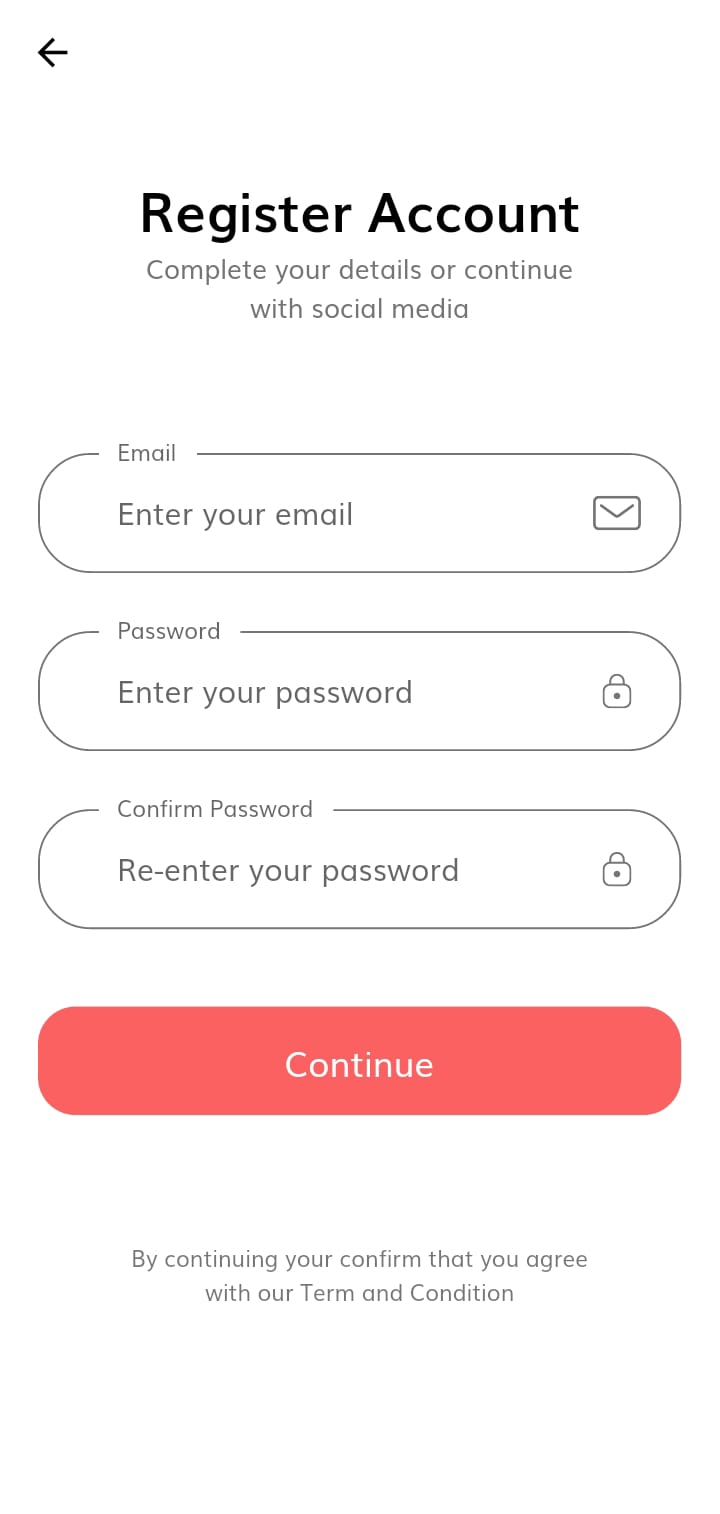 Register Account
Complete your details or continue
with social media
Email
Enter your email
Password
Enter your password
Confirm Password
Re-enter your password
Continue
By continuing your confirm that you agree
with our Term and Condition